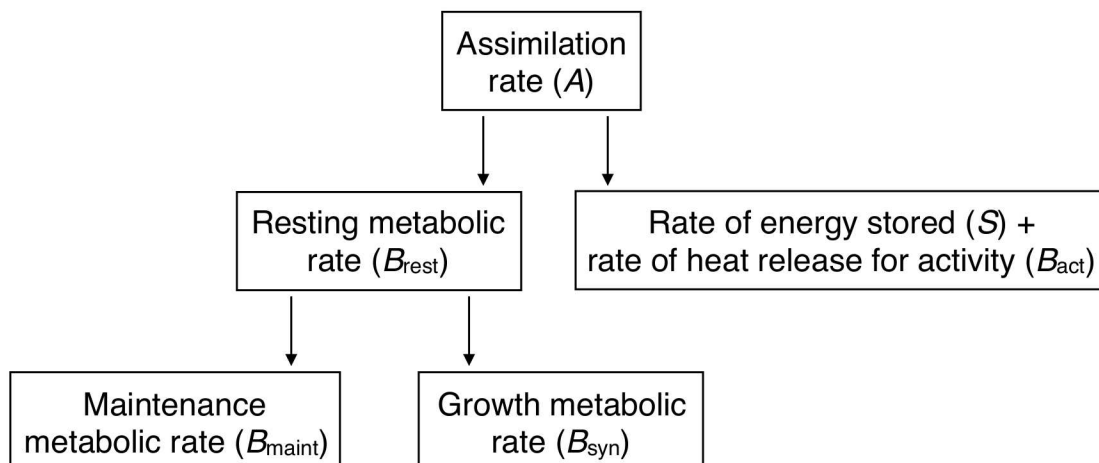 Assimilation
rate (A)
Resting metabolic
rate (Brest)
Rate of energy stored (S) +
rate of heat release for activity (Bact)
Maintenance
metabolic rate (Bmaint)
Growth metabolic
rate (Bsyn)